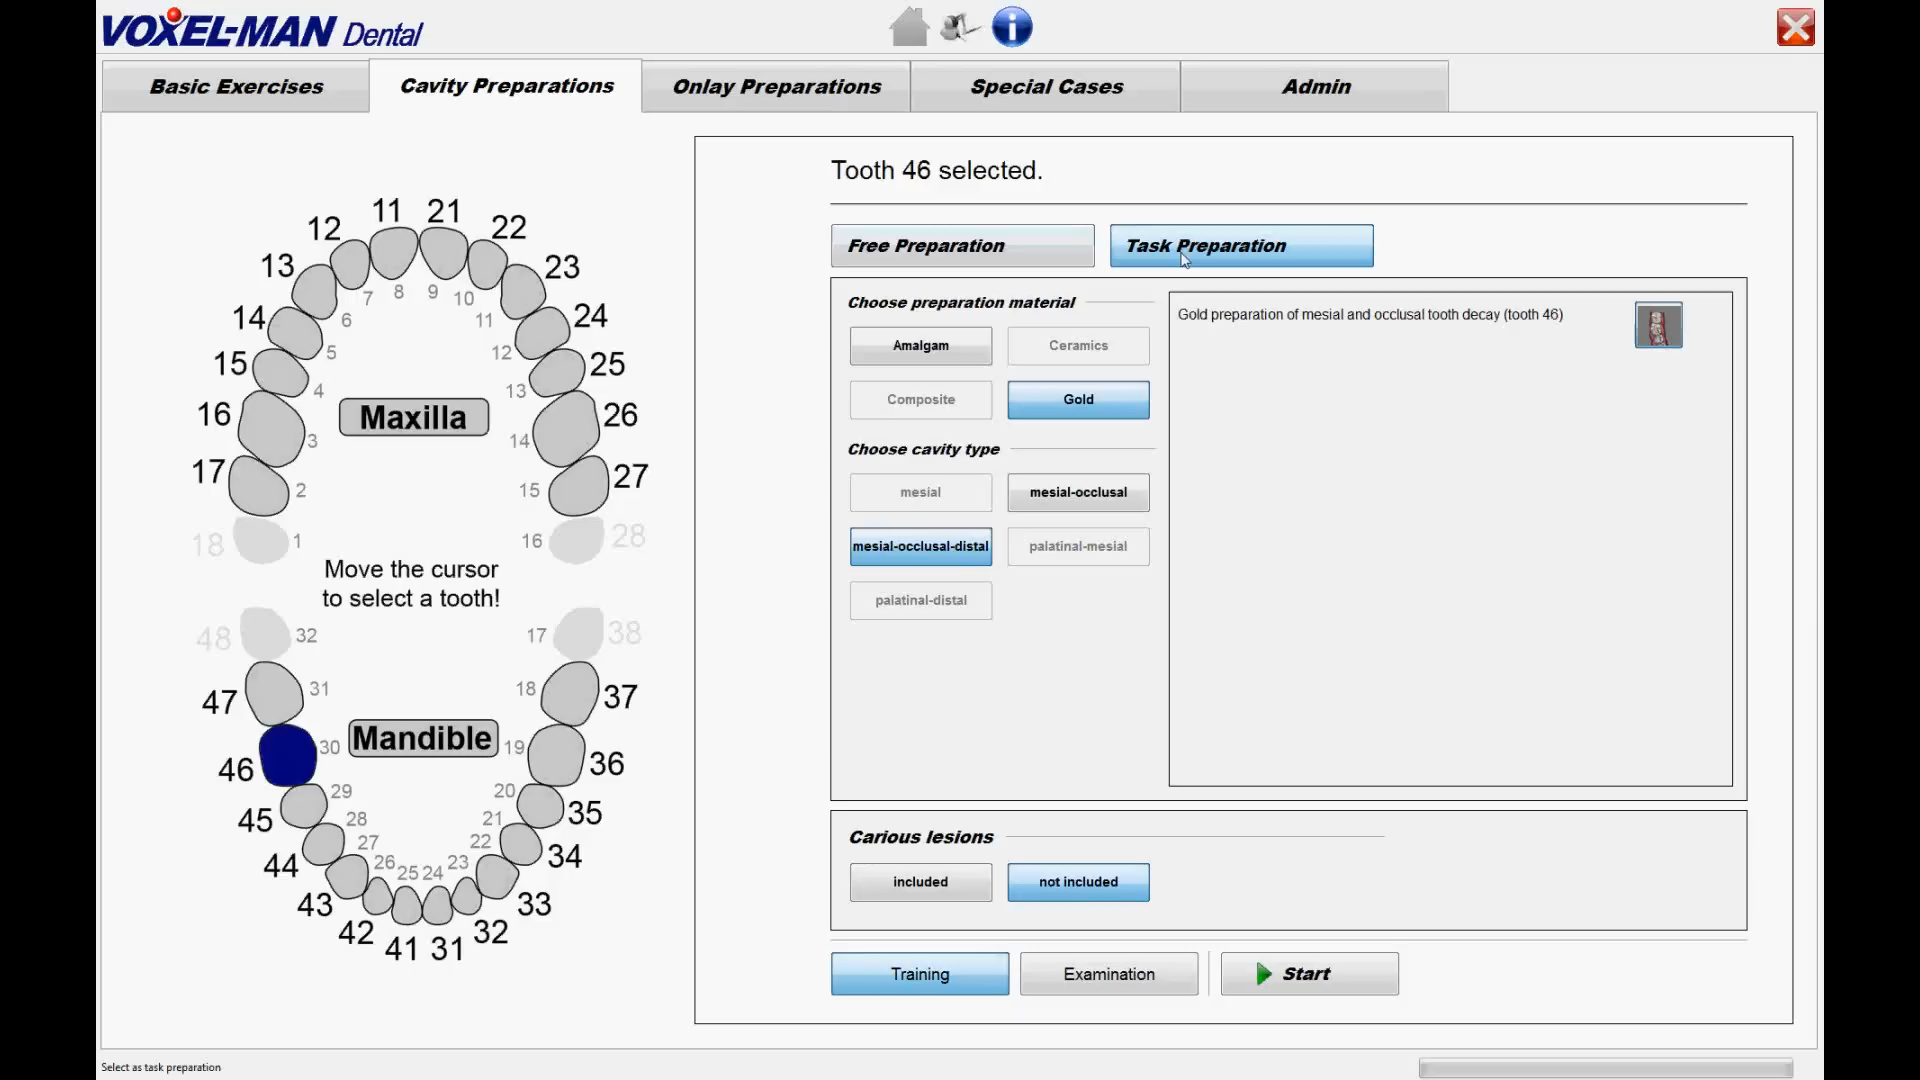 VOXEL-MAN Dental
i
Basic Exercises
Cavity Preparations
Onlay Preparations
Special Cases
Admin
11 21
12 22
13 23
7 8 9 10
14 6 11 24
15 5 12 25
4 13
16 3 Maxilla 14 26
17 2 15 27
18 1 16 28
Move the cursor
to select a tooth!
48 32 17 38
47 31 18 37
46 30 Mandible 19 36
45 29 20 35
28 21
44 27 22 34
26 25 24 23
43 33
42 32
41 31
Tooth 46 selected.
Free Preparation
Task Preparation
Choose preparation material
Amalgam
Ceramics
Composite
Gold
Choose cavity type
mesial
mesial-occlusal
mesial-occlusal-distal
palatinal-mesial
palatinal-distal
Gold preparation of mesial and occlusal tooth decay (tooth 46)
Carious lesions
included
not included
Training
Examination
Start
Select as task preparation